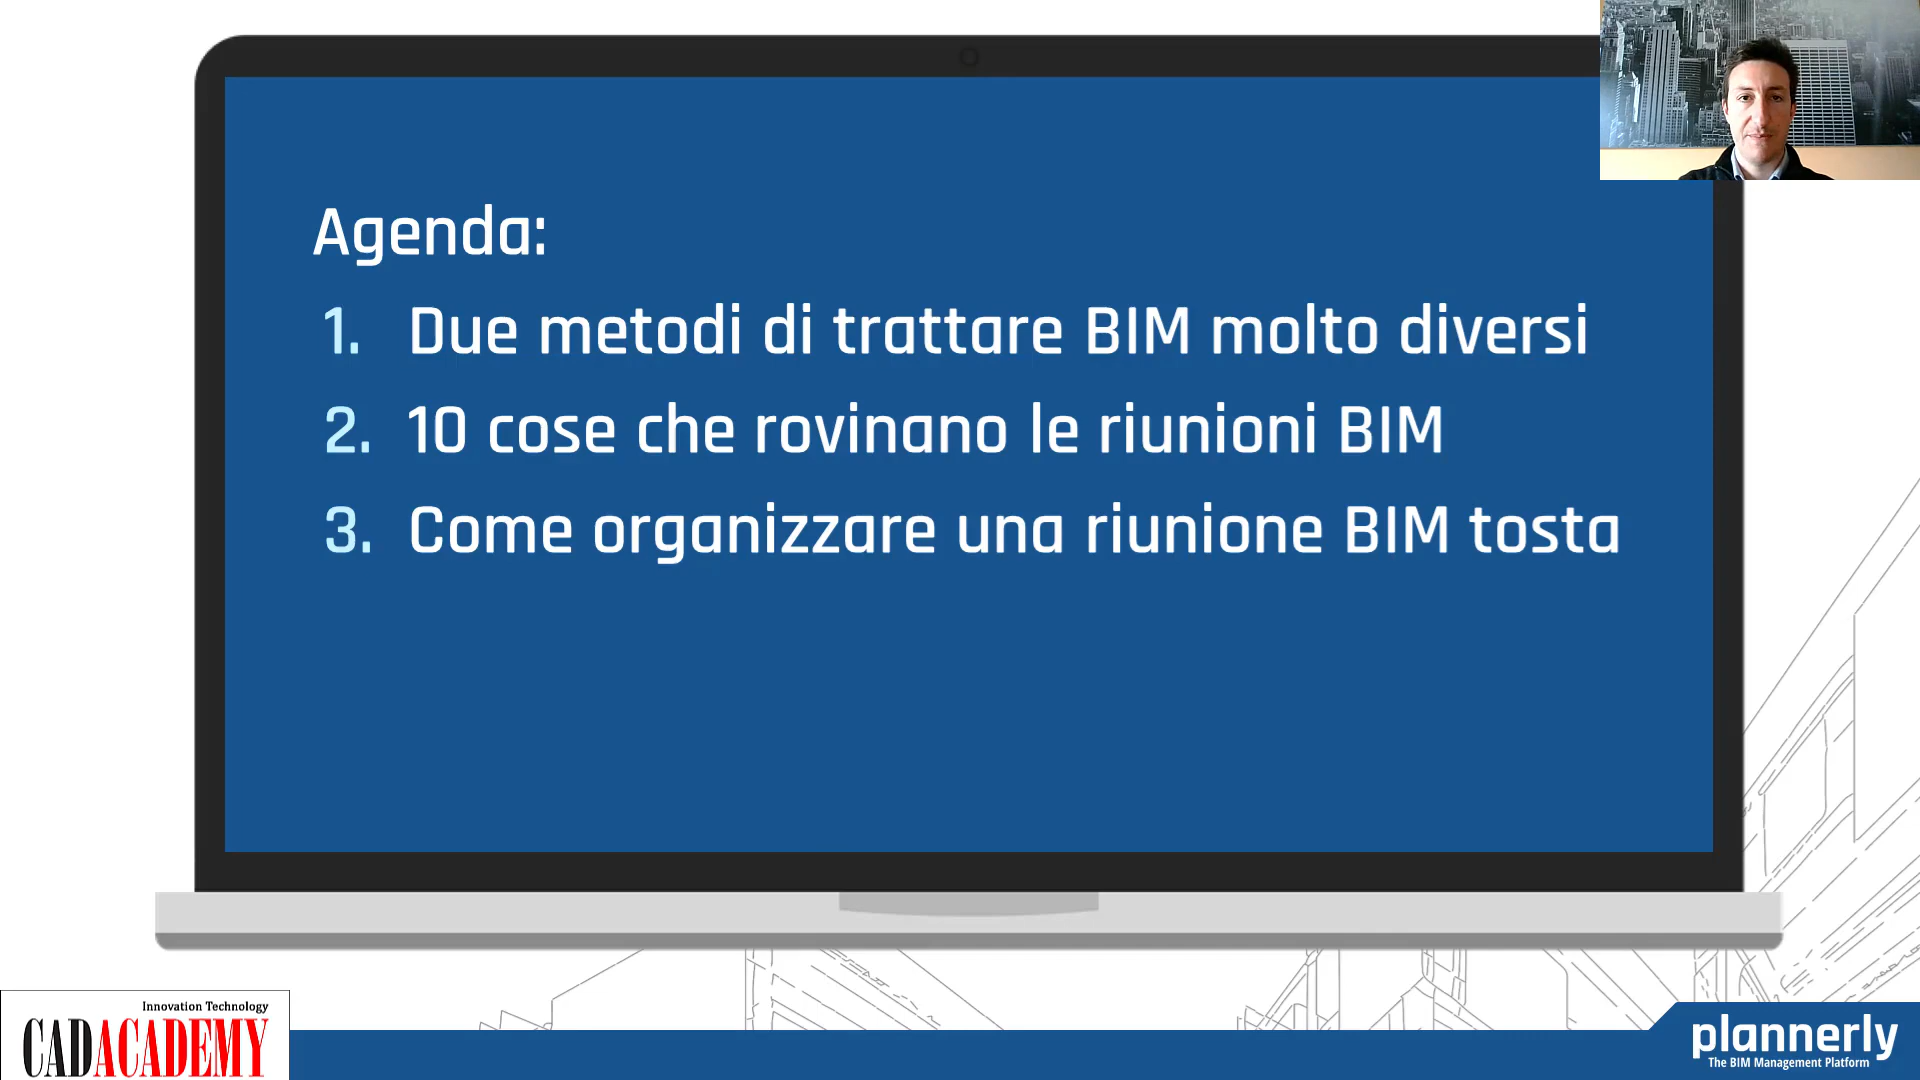 Agenda:
1. Due metodi di trattare BIM molto diversi
2. 10 cose che rovinano le riunioni BIM
3. Come organizzare una riunione BIM tosta
Innovation Technology
CADACADEMY
plannerly
The BIM Management Platform